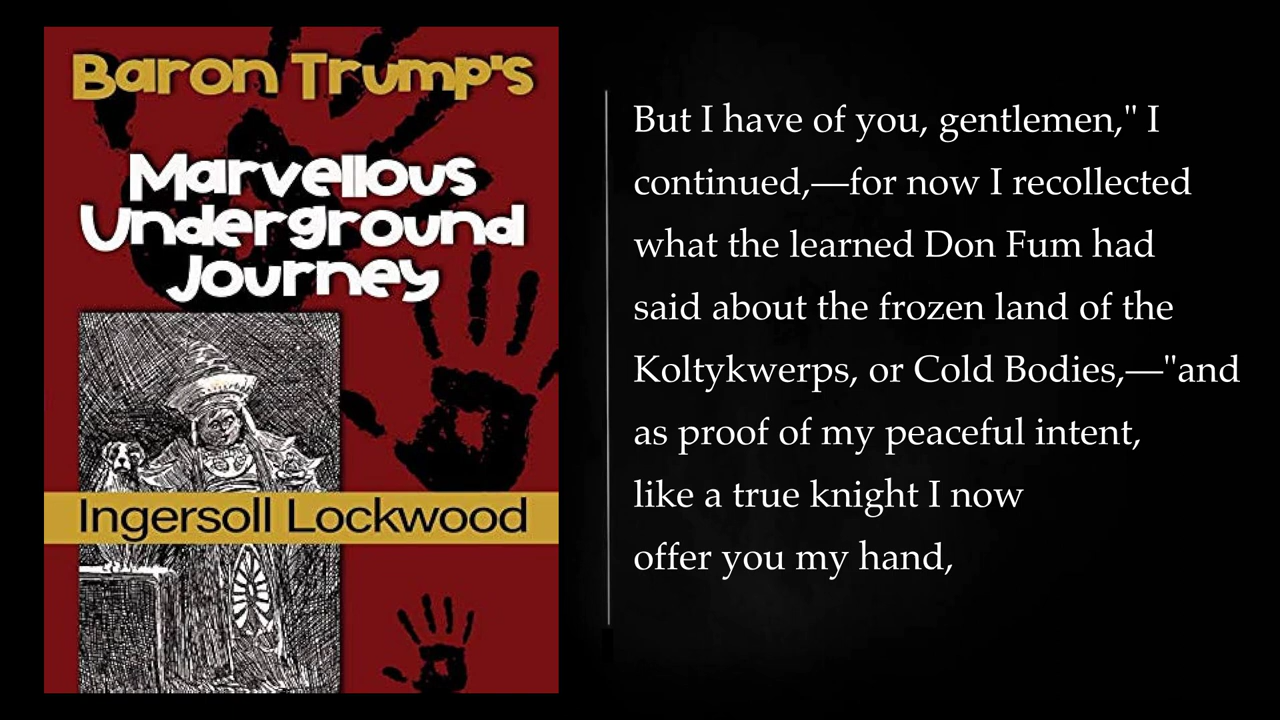 Baron Trump's
Marvellous
Underground
Journey
Ingersoll Lockwood
But I have of you, gentlemen," I
continued,—for now I recollected
what the learned Don Fum had
said about the frozen land of the
Koltykwerps, or Cold Bodies,—"and
as proof of my peaceful intent,
like a true knight I now
offer you my hand,